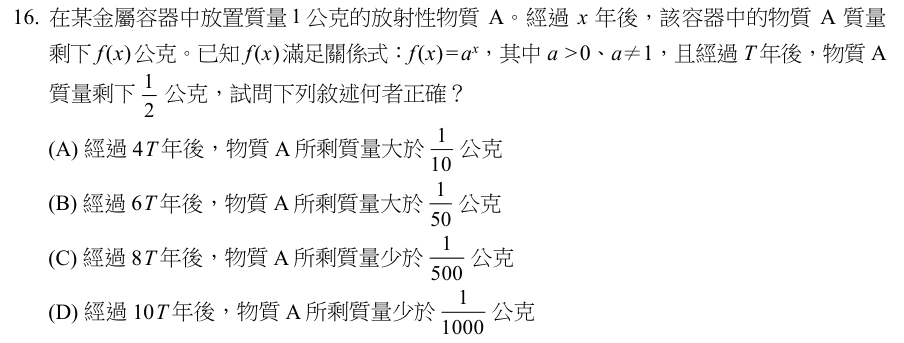 16. 在某金屬容器中放置質量 1 公克的放射性物質 A。經過 x 年後，該容器中的物質 A 質量
剩下 f(x) 公克。已知 f(x) 滿足關係式：f(x)=aˣ，其中 a >0、a≠1，且經過 T 年後，物質 A
質量剩下 1/2 公克，試問下列敘述何者正確？
(A) 經過 4T 年後，物質 A 所剩質量大於 1/10 公克
(B) 經過 6T 年後，物質 A 所剩質量大於 1/50 公克
(C) 經過 8T 年後，物質 A 所剩質量少於 1/500 公克
(D) 經過 10T 年後，物質 A 所剩質量少於 1/1000 公克